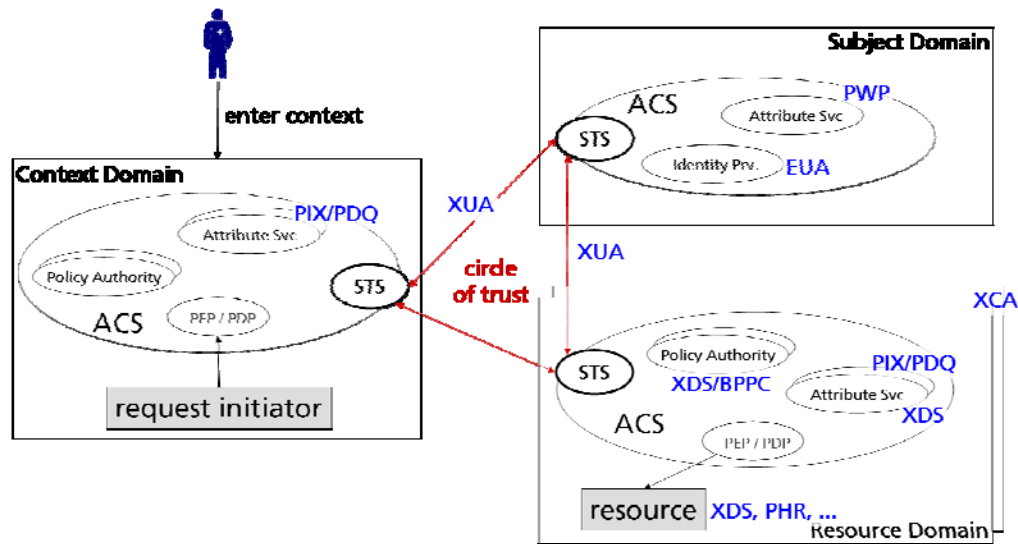 enter context
Context Domain
PIX/PDQ
Attribute Svc
Policy Authority
STS
ACS
PEP / PDP
request initiator
XUA
circle
of trust
XUA
Subject Domain
ACS
PWP
Attribute Svc
STS
Identity Prv.
EUA
XCA
STS
Policy Authority
XDS/BPPC
PIX/PDQ
Attribute Svc
XDS
ACS
PEP / PDP
resource
XDS, PHR, ...
Resource Domain